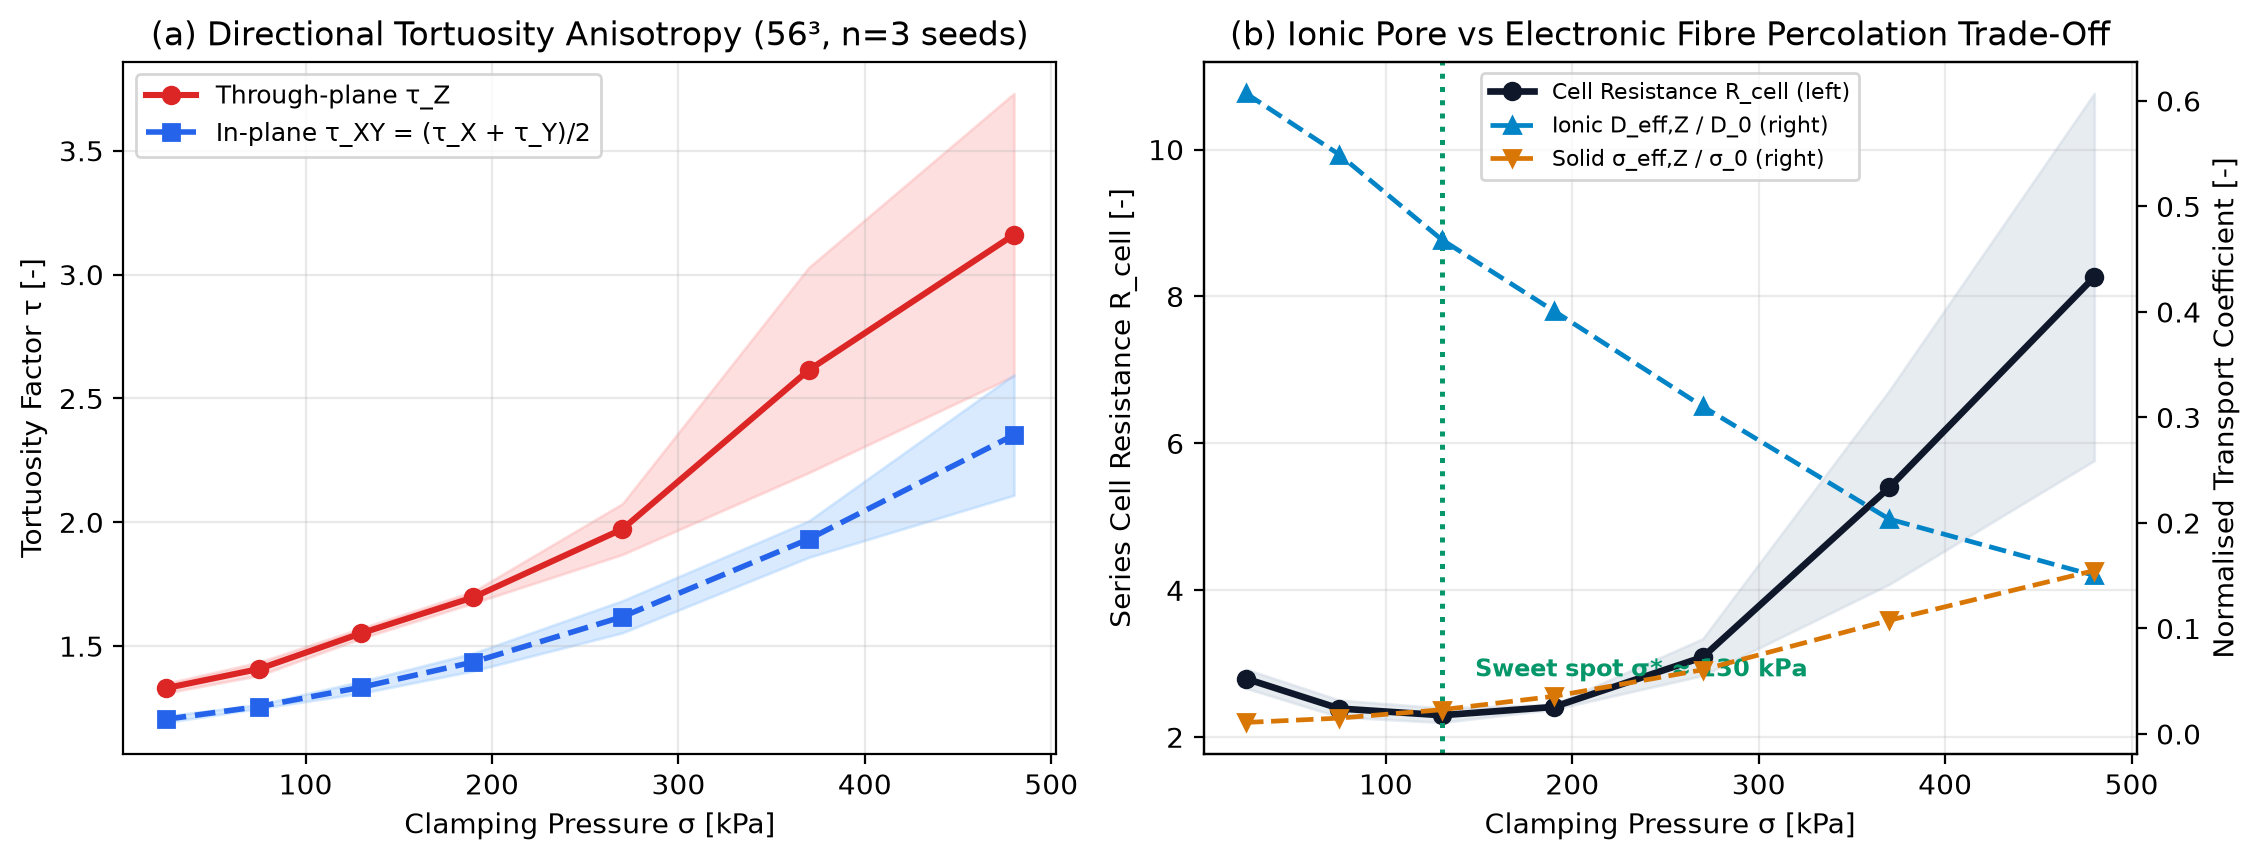 (a) Directional Tortuosity Anisotropy (56³, n=3 seeds)
Through-plane τ_Z
In-plane τ_XY = (τ_X + τ_Y)/2
Tortuosity Factor τ [-]
3.5
3.0
2.5
2.0
1.5
100
200
300
400
500
Clamping Pressure σ [kPa]
(b) Ionic Pore vs Electronic Fibre Percolation Trade-Off
Cell Resistance R_cell (left)
Ionic D_eff,Z / D_0 (right)
Solid σ_eff,Z / σ_0 (right)
Series Cell Resistance R_cell [-]
10
8
6
4
2
Sweet spot σ* ≈ 130 kPa
0.6
0.5
0.4
0.3
0.2
0.1
0.0
Normalised Transport Coefficient [-]
100
200
300
400
500
Clamping Pressure σ [kPa]